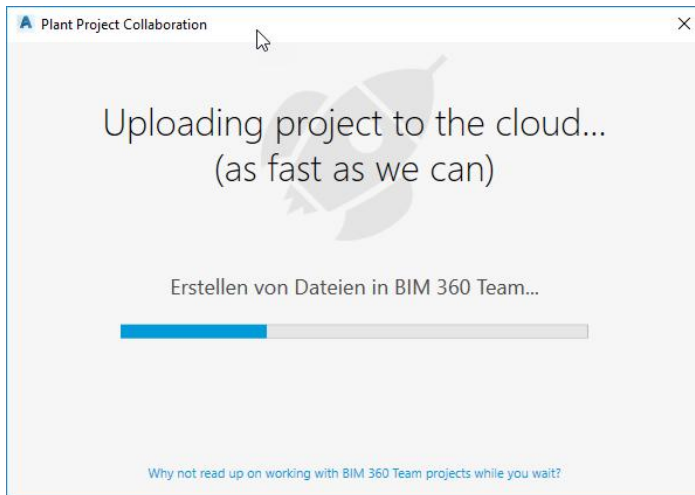 Plant Project Collaboration
Uploading project to the cloud...
(as fast as we can)
Erstellen von Dateien in BIM 360 Team...
Why not read up on working with BIM 360 Team projects while you wait?